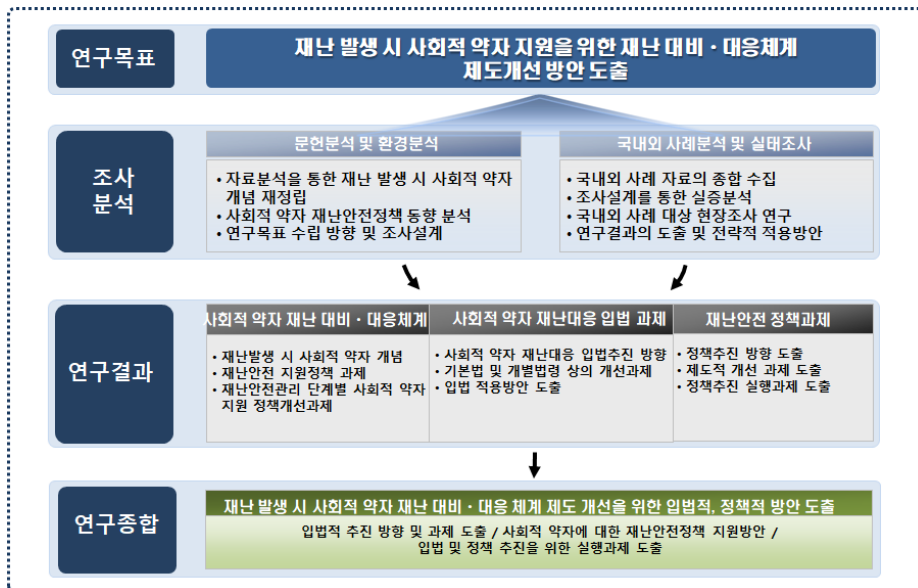 연구목표
재난 발생 시 사회적 약자 지원을 위한 재난 대비・대응체계
제도개선 방안 도출
조사
분석
문헌분석 및 환경분석
• 자료분석을 통한 재난 발생 시 사회적 약자
개념 재정립
• 사회적 약자 재난안전정책 동향 분석
• 연구목표 수립 방향 및 조사설계
국내외 사례분석 및 실태조사
• 국내외 사례 자료의 종합 수집
• 조사설계를 통한 실증분석
• 국내외 사례 대상 현장조사 연구
• 연구결과의 도출 및 전략적 적용방안
연구결과
사회적 약자 재난 대비・대응체계
• 재난발생 시 사회적 약자 개념
• 재난안전 지원정책 과제
• 재난안전관리 단계별 사회적 약자
지원 정책개선과제
사회적 약자 재난대응 입법 과제
• 사회적 약자 재난대응 입법추진 방향
• 기본법 및 개별법령 상의 개선과제
• 입법 적용방안 도출
재난안전 정책과제
• 정책추진 방향 도출
• 제도적 개선 과제 도출
• 정책추진 실행과제 도출
연구종합
재난 발생 시 사회적 약자 재난 대비・대응 체계 제도 개선을 위한 입법적, 정책적 방안 도출
입법적 추진 방향 및 과제 도출 / 사회적 약자에 대한 재난안전정책 지원방안 /
입법 및 정책 추진을 위한 실행과제 도출